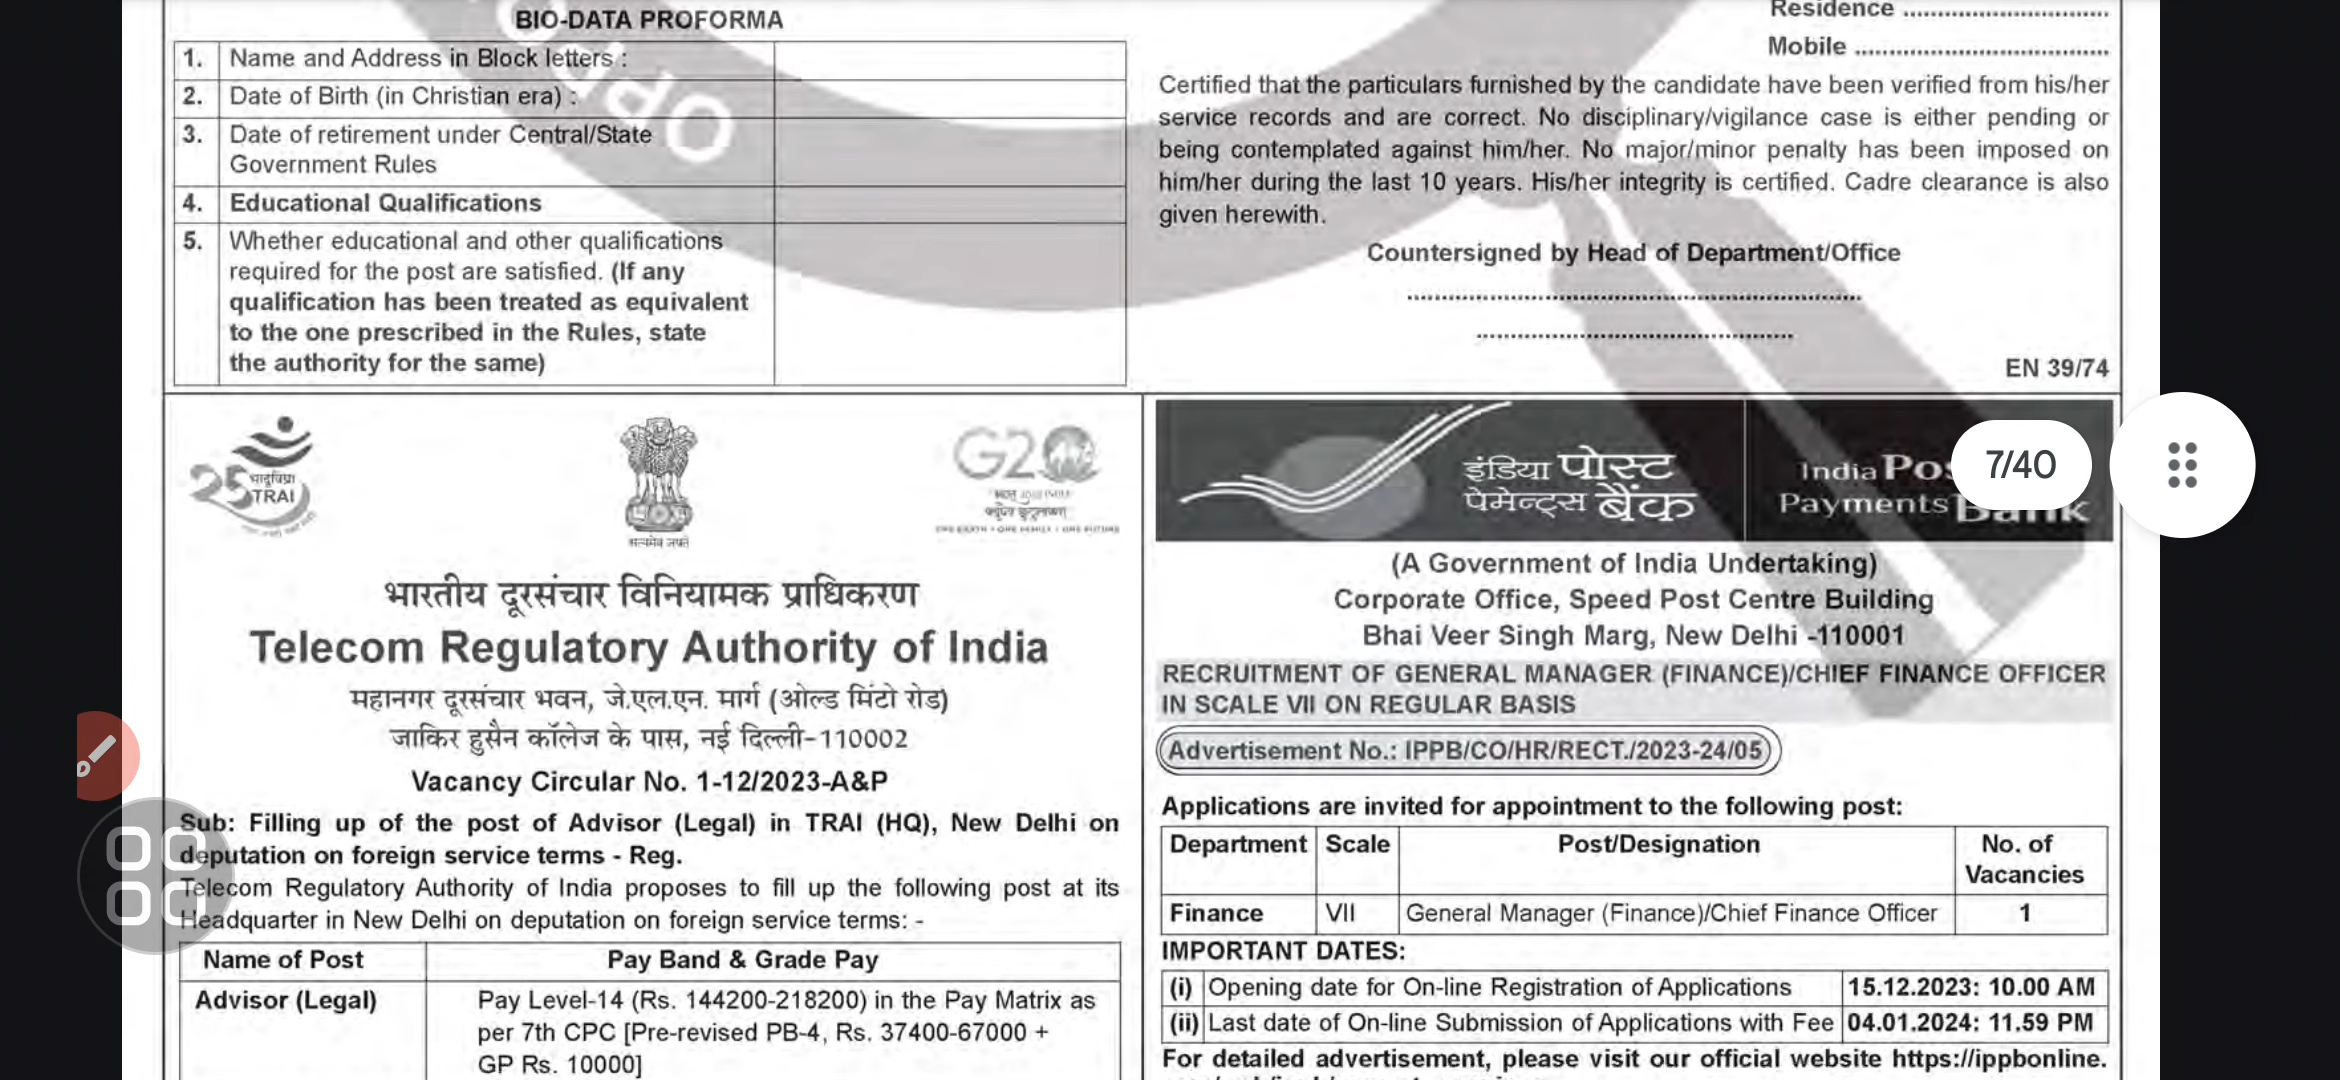 BIO-DATA PROFORMA
1. Name and Address in Block letters :
2. Date of Birth (in Christian era) :
3. Date of retirement under Central/State
Government Rules
4. Educational Qualifications
5. Whether educational and other qualifications
required for the post are satisfied. (If any
qualification has been treated as equivalent
to the one prescribed in the Rules, state
the authority for the same)
Residence ..............................
Mobile .....................................
Certified that the particulars furnished by the candidate have been verified from his/her
service records and are correct. No disciplinary/vigilance case is either pending or
being contemplated against him/her. No major/minor penalty has been imposed on
him/her during the last 10 years. His/her integrity is certified. Cadre clearance is also
given herewith.
Countersigned by Head of Department/Office
..................................................................
..............................................
EN 39/74
25
भादूविप्रा
TRAI
सत्यमेव जयते
G20
भारत 2023 INDIA
वसुधैव कुटुम्बकम्
ONE EARTH • ONE FAMILY • ONE FUTURE
भारतीय दूरसंचार विनियामक प्राधिकरण
Telecom Regulatory Authority of India
महानगर दूरसंचार भवन, जे.एल.एन. मार्ग (ओल्ड मिंटो रोड)
जाकिर हुसैन कॉलेज के पास, नई दिल्ली-110002
Vacancy Circular No. 1-12/2023-A&P
Sub: Filling up of the post of Advisor (Legal) in TRAI (HQ), New Delhi on
deputation on foreign service terms - Reg.
Telecom Regulatory Authority of India proposes to fill up the following post at its
Headquarter in New Delhi on deputation on foreign service terms: -
Name of Post Pay Band & Grade Pay
Advisor (Legal) Pay Level-14 (Rs. 144200-218200) in the Pay Matrix as
per 7th CPC [Pre-revised PB-4, Rs. 37400-67000 +
GP Rs. 10000]
इंडिया पोस्ट
पेमेन्ट्स बैंक
India Pos
Payments Bank
7/40
(A Government of India Undertaking)
Corporate Office, Speed Post Centre Building
Bhai Veer Singh Marg, New Delhi -110001
RECRUITMENT OF GENERAL MANAGER (FINANCE)/CHIEF FINANCE OFFICER
IN SCALE VII ON REGULAR BASIS
Advertisement No.: IPPB/CO/HR/RECT./2023-24/05
Applications are invited for appointment to the following post:
Department Scale Post/Designation No. of
Vacancies
Finance VII General Manager (Finance)/Chief Finance Officer 1
IMPORTANT DATES:
(i) Opening date for On-line Registration of Applications 15.12.2023: 10.00 AM
(ii) Last date of On-line Submission of Applications with Fee 04.01.2024: 11.59 PM
For detailed advertisement, please visit our official website https://ippbonline.